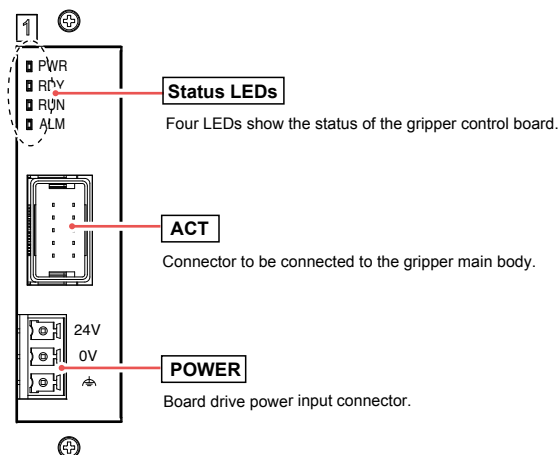 1
PWR
RDY
RUN
ALM
Status LEDs
Four LEDs show the status of the gripper control board.
ACT
Connector to be connected to the gripper main body.
24V
0V
POWER
Board drive power input connector.